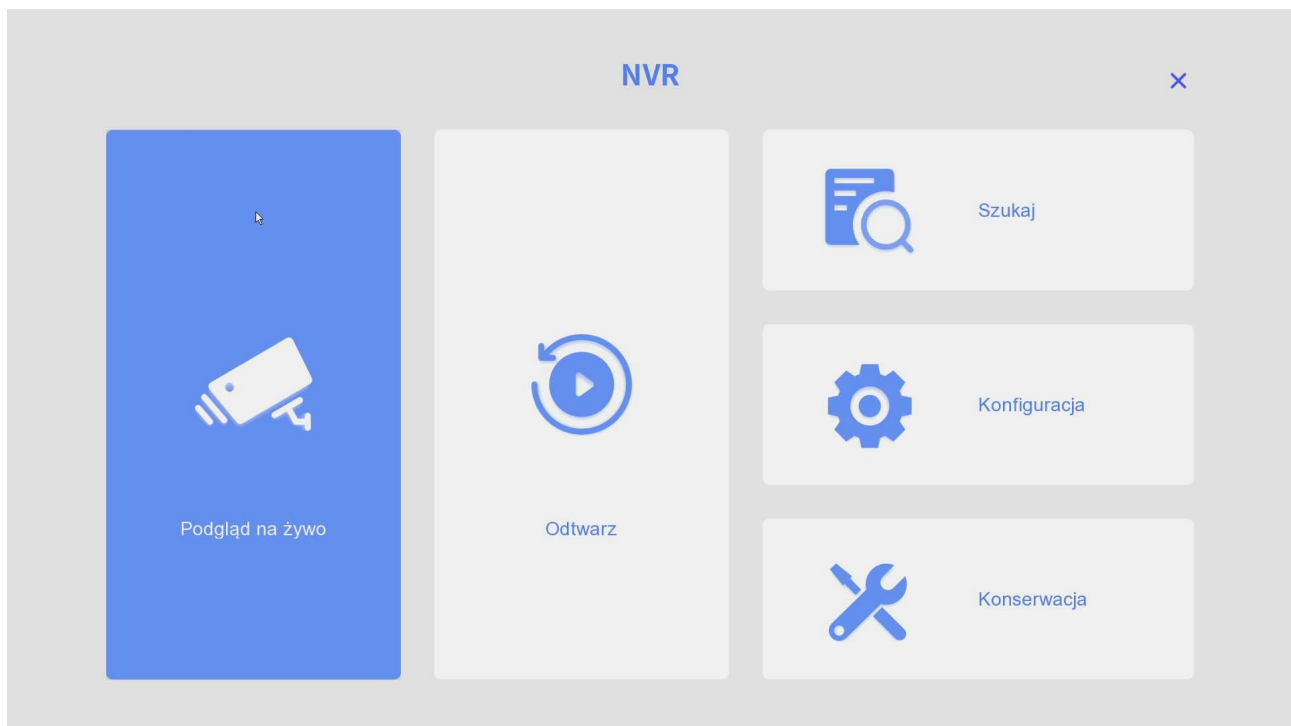 NVR
Podgląd na żywo
Odtwarz
Szukaj
Konfiguracja
Konserwacja